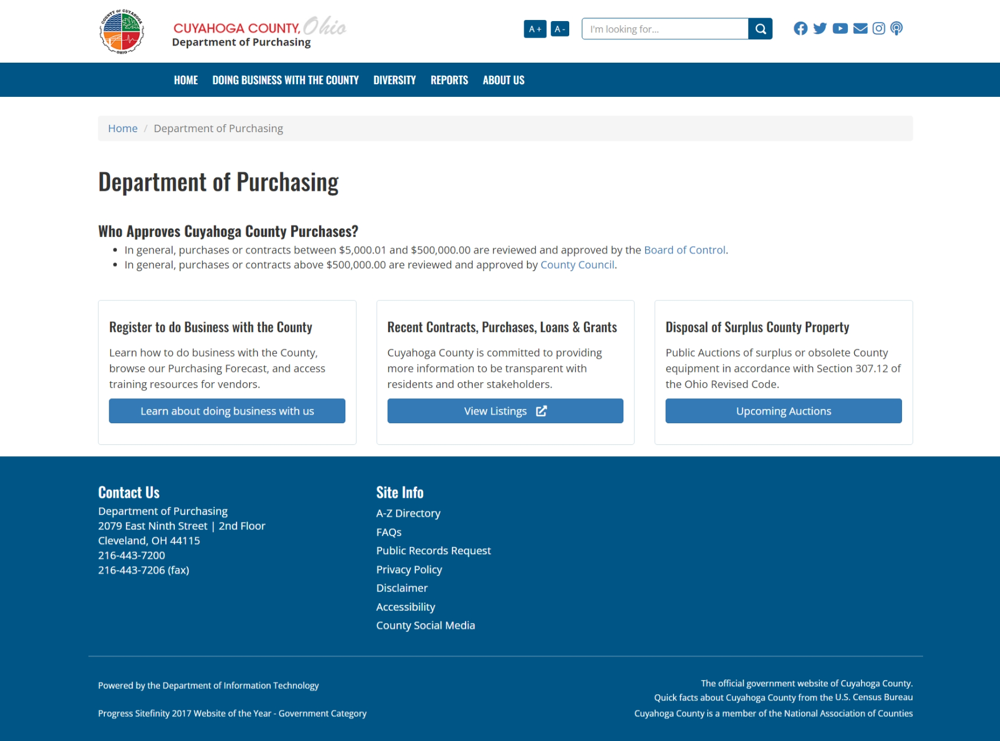 COUNTY OF CUYAHOGA
OHIO
CUYAHOGA COUNTY, Ohio
Department of Purchasing
A +
A -
I'm looking for...
HOME
DOING BUSINESS WITH THE COUNTY
DIVERSITY
REPORTS
ABOUT US
Home / Department of Purchasing
Department of Purchasing
Who Approves Cuyahoga County Purchases?
• In general, purchases or contracts between $5,000.01 and $500,000.00 are reviewed and approved by the Board of Control.
• In general, purchases or contracts above $500,000.00 are reviewed and approved by County Council.
Register to do Business with the County
Learn how to do business with the County,
browse our Purchasing Forecast, and access
training resources for vendors.
Learn about doing business with us
Recent Contracts, Purchases, Loans & Grants
Cuyahoga County is committed to providing
more information to be transparent with
residents and other stakeholders.
View Listings
Disposal of Surplus County Property
Public Auctions of surplus or obsolete County
equipment in accordance with Section 307.12 of
the Ohio Revised Code.
Upcoming Auctions
Contact Us
Department of Purchasing
2079 East Ninth Street | 2nd Floor
Cleveland, OH 44115
216-443-7200
216-443-7206 (fax)
Site Info
A-Z Directory
FAQs
Public Records Request
Privacy Policy
Disclaimer
Accessibility
County Social Media
Powered by the Department of Information Technology
Progress Sitefinity 2017 Website of the Year - Government Category
The official government website of Cuyahoga County.
Quick facts about Cuyahoga County from the U.S. Census Bureau
Cuyahoga County is a member of the National Association of Counties